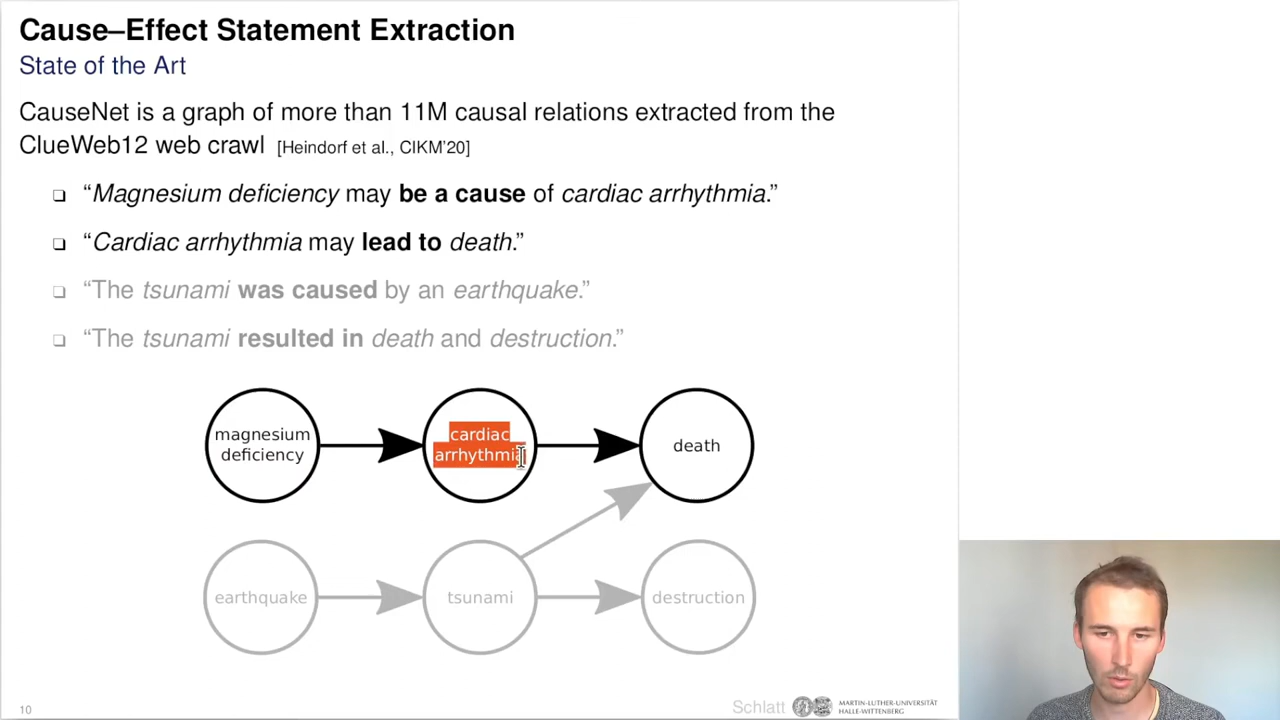 Cause–Effect Statement Extraction
State of the Art
CauseNet is a graph of more than 11M causal relations extracted from the
ClueWeb12 web crawl [Heindorf et al., CIKM'20]
❑ “Magnesium deficiency may be a cause of cardiac arrhythmia.”
❑ “Cardiac arrhythmia may lead to death.”
❑ “The tsunami was caused by an earthquake.”
❑ “The tsunami resulted in death and destruction.”
magnesium
deficiency
cardiac
arrhythmia
death
earthquake
tsunami
destruction
10
Schlatt
MARTIN-LUTHER-UNIVERSITÄT
HALLE-WITTENBERG